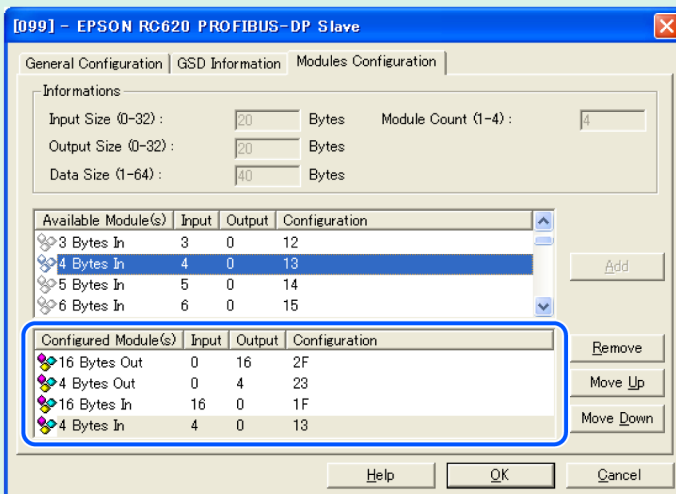 [099] - EPSON RC620 PROFIBUS-DP Slave
General Configuration GSD Information Modules Configuration
Informations
Input Size (0-32) : 20 Bytes Module Count (1-4) : 4
Output Size (0-32) : 20 Bytes
Data Size (1-64) : 40 Bytes
Available Module(s) Input Output Configuration
3 Bytes In 3 0 12
4 Bytes In 4 0 13
5 Bytes In 5 0 14
6 Bytes In 6 0 15
Add
Configured Module(s) Input Output Configuration
16 Bytes Out 0 16 2F
4 Bytes Out 0 4 23
16 Bytes In 16 0 1F
4 Bytes In 4 0 13
Remove
Move Up
Move Down
Help OK Cancel